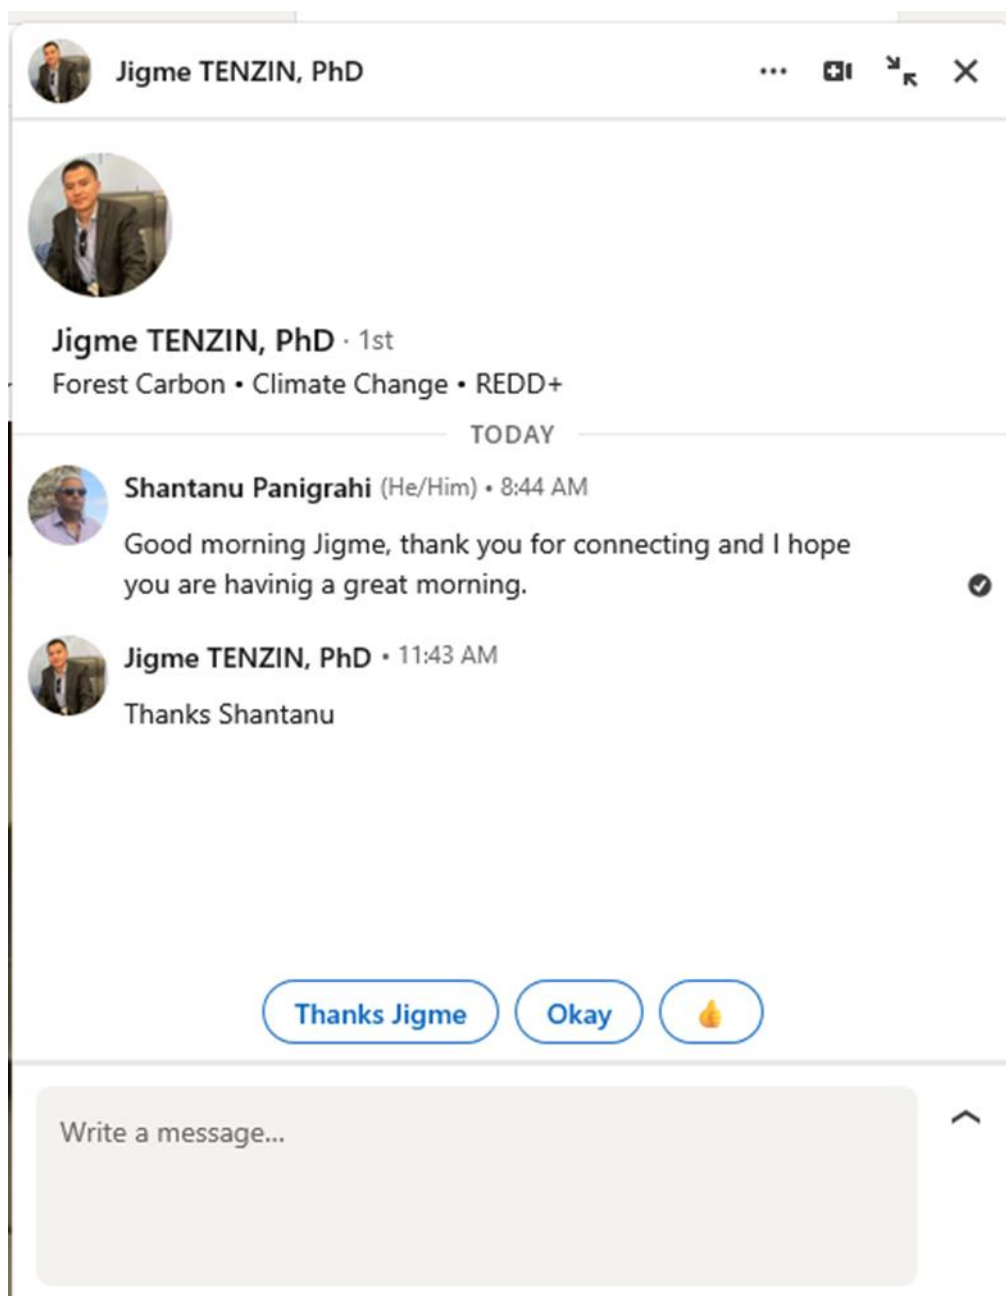 Jigme TENZIN, PhD
Jigme TENZIN, PhD · 1st
Forest Carbon • Climate Change • REDD+
TODAY
Shantanu Panigrahi (He/Him) • 8:44 AM
Good morning Jigme, thank you for connecting and I hope
you are havinig a great morning.
Jigme TENZIN, PhD • 11:43 AM
Thanks Shantanu
Thanks Jigme
Okay
👍
Write a message...